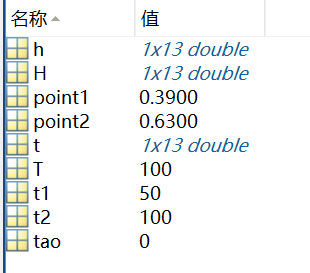 名称 值
h 1x13 double
H 1x13 double
point1 0.3900
point2 0.6300
t 1x13 double
T 100
t1 50
t2 100
tao 0